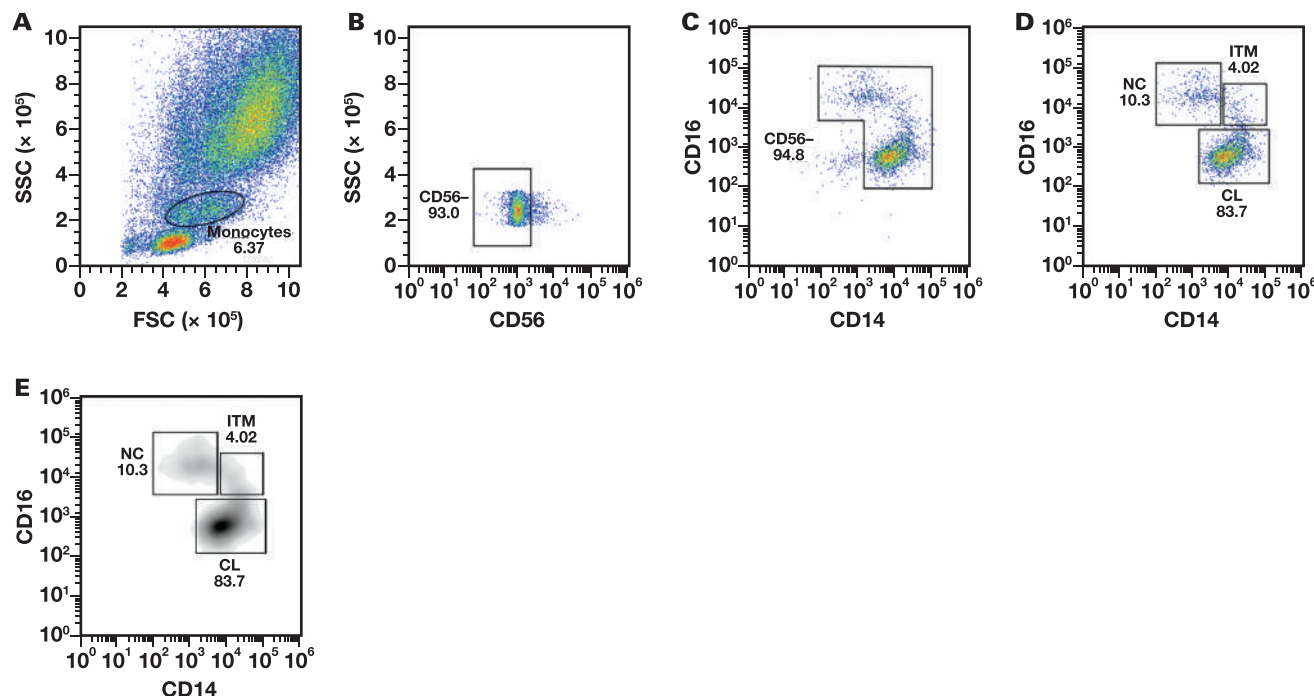 A
SSC (× 10⁵)
10
8
6
4
2
0
Monocytes
6.37
0 2 4 6 8 10
FSC (× 10⁵)
B
SSC (× 10⁵)
10
8
6
4
2
0
CD56–
93.0
10⁰ 10¹ 10² 10³ 10⁴ 10⁵ 10⁶
CD56
C
CD16
10⁶
10⁵
10⁴
10³
10²
10¹
10⁰
CD56–
94.8
10⁰ 10¹ 10² 10³ 10⁴ 10⁵ 10⁶
CD14
D
CD16
10⁶
10⁵
10⁴
10³
10²
10¹
10⁰
ITM
4.02
NC
10.3
CL
83.7
10⁰ 10¹ 10² 10³ 10⁴ 10⁵ 10⁶
CD14
E
CD16
10⁶
10⁵
10⁴
10³
10²
10¹
10⁰
ITM
4.02
NC
10.3
CL
83.7
10⁰ 10¹ 10² 10³ 10⁴ 10⁵ 10⁶
CD14